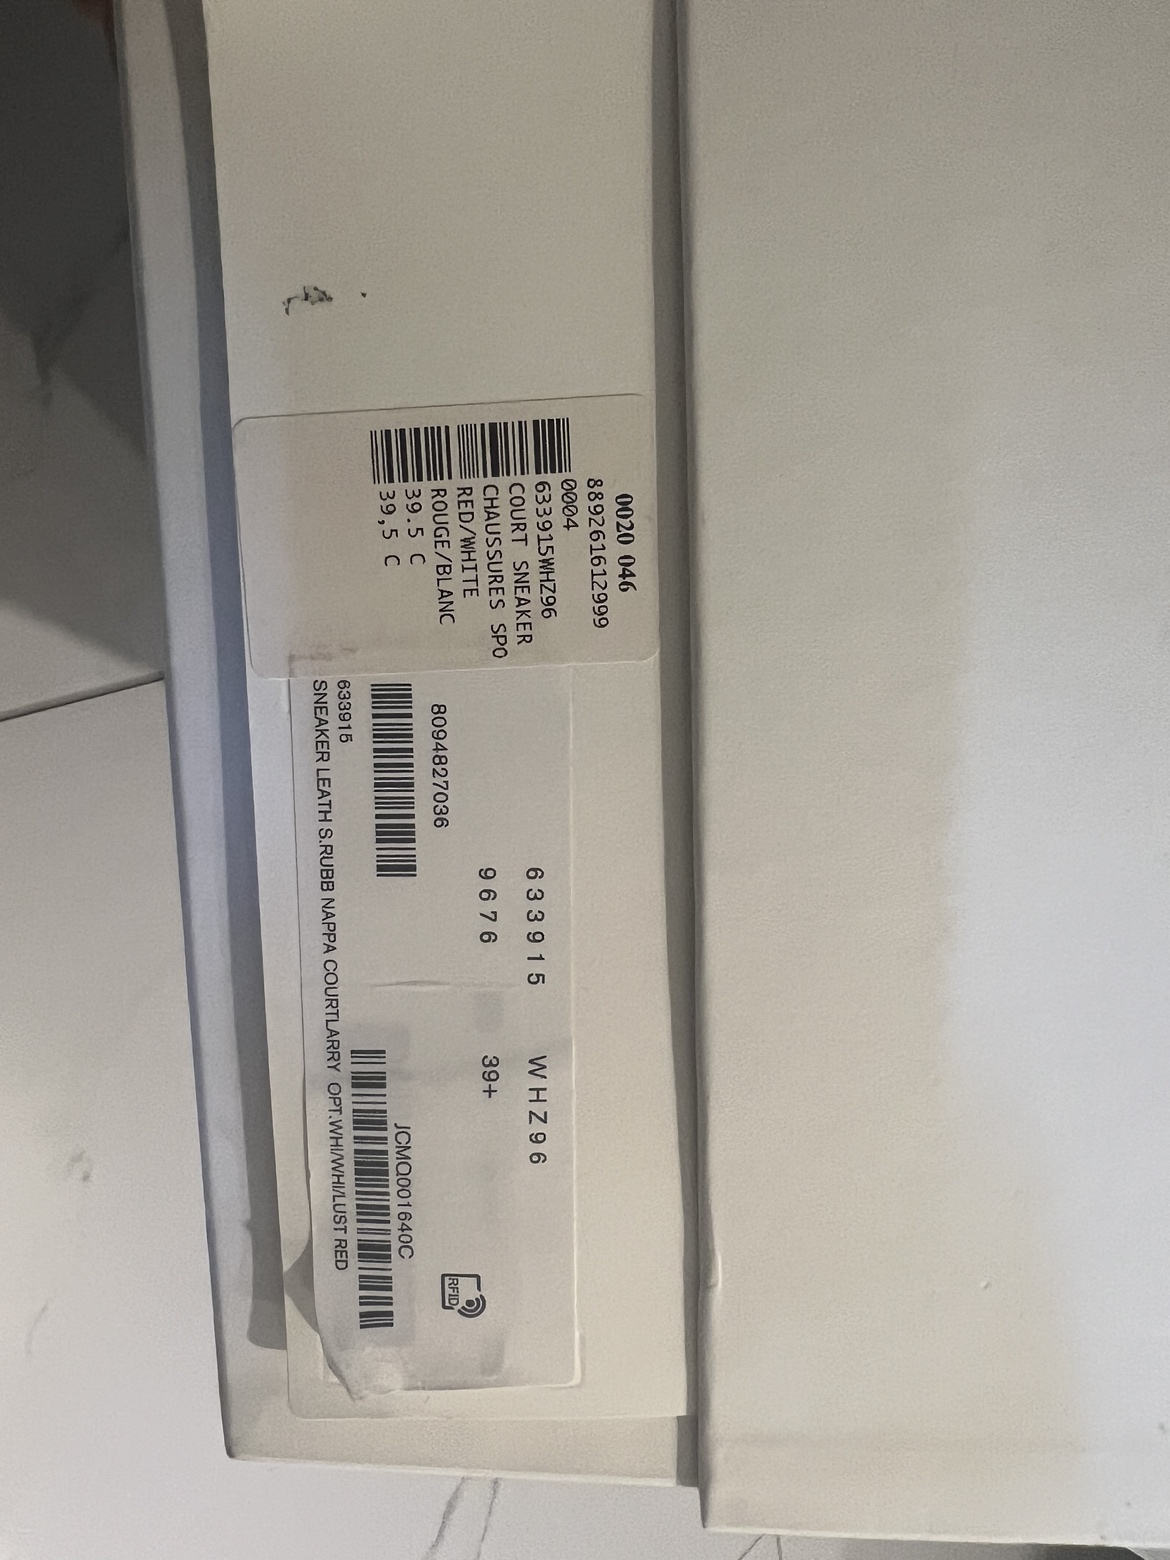 0020 046
889261612999
0004
633915WHZ96
COURT SNEAKER
CHAUSSURES SPO
RED/WHITE
ROUGE/BLANC
39.5 C
39,5 C
633915 WHZ96
9676 39+
8094827036
JCMQ001640C
RFID
633915
SNEAKER LEATH S.RUBB NAPPA COURTLARRY OPT.WHI/WHI/LUST RED